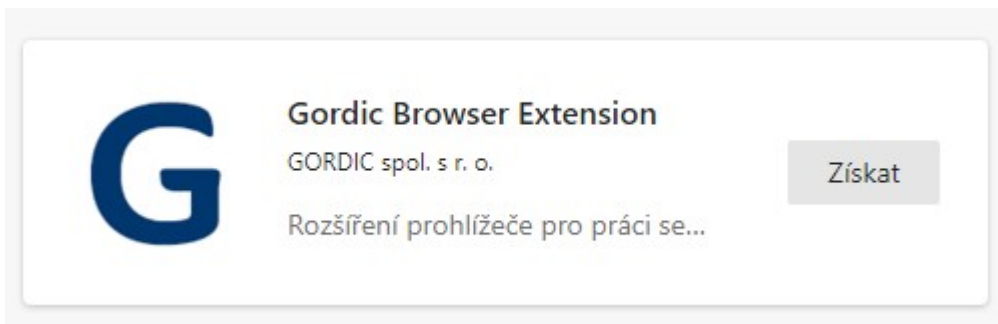 G
Gordic Browser Extension
GORDIC spol. s r. o.
Získat
Rozšíření prohlížeče pro práci se...